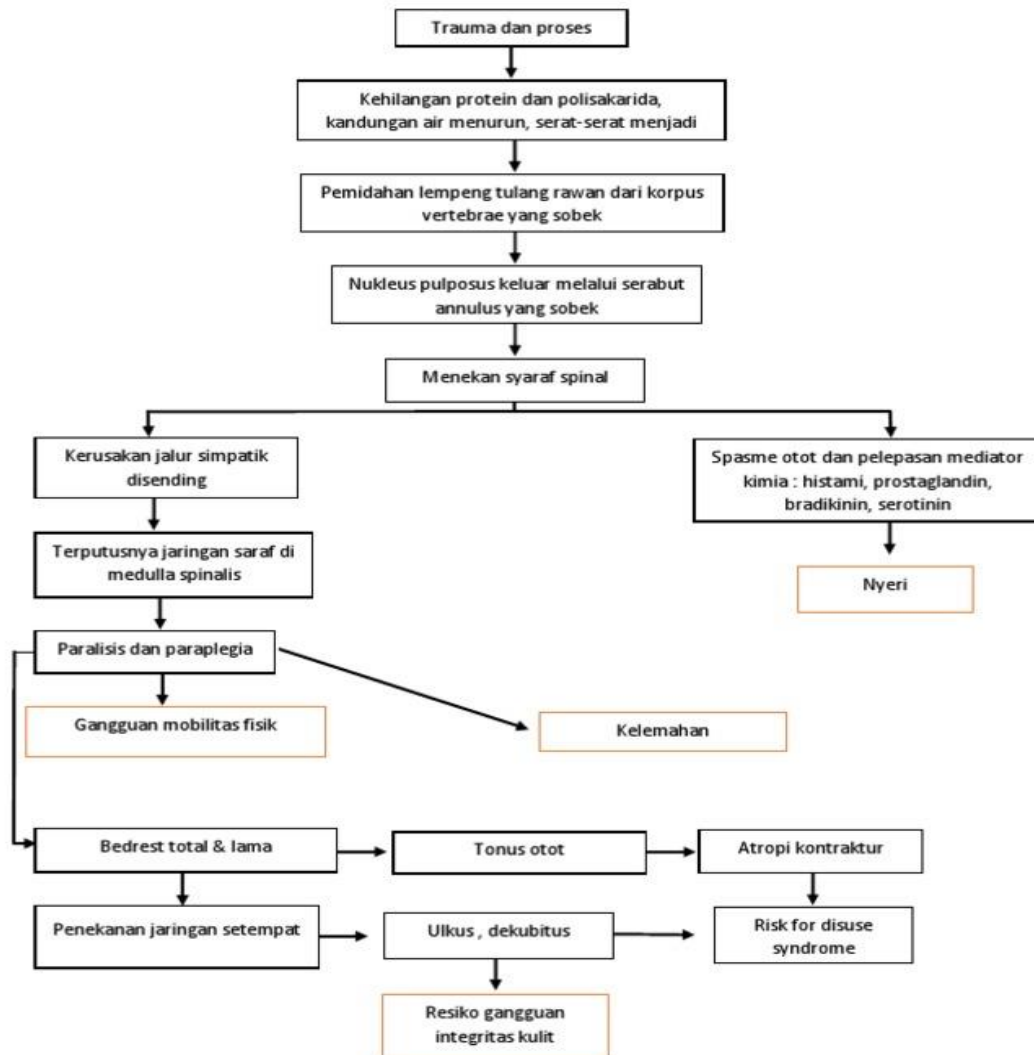 Trauma dan proses
Kehilangan protein dan polisakarida,
kandungan air menurun, serat-serat menjadi
Pemidahan lempeng tulang rawan dari korpus
vertebrae yang sobek
Nukleus pulposus keluar melalui serabut
annulus yang sobek
Menekan syaraf spinal
Kerusakan jalur simpatik
disending
Spasme otot dan pelepasan mediator
kimia : histami, prostaglandin,
bradikinin, serotinin
Terputusnya jaringan saraf di
medulla spinalis
Nyeri
Paralisis dan paraplegia
Gangguan mobilitas fisik
Kelemahan
Bedrest total & lama
Tonus otot
Atropi kontraktur
Penekanan jaringan setempat
Ulkus , dekubitus
Risk for disuse
syndrome
Resiko gangguan
integritas kulit